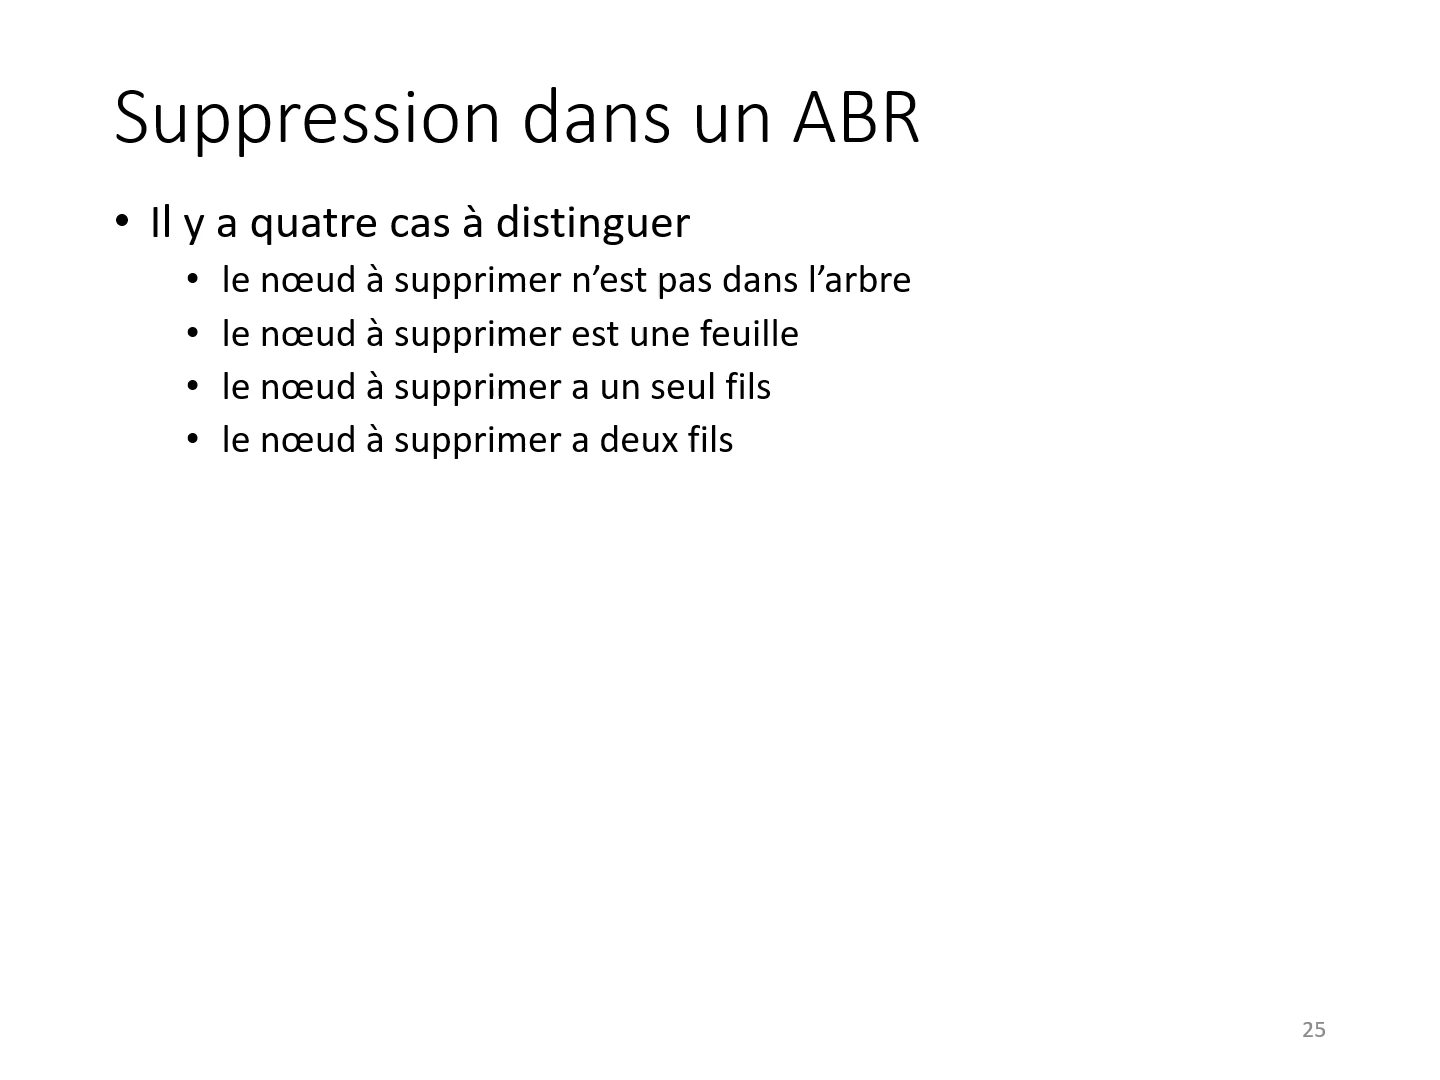 Suppression dans un ABR
• Il y a quatre cas à distinguer
• le nœud à supprimer n’est pas dans l’arbre
• le nœud à supprimer est une feuille
• le nœud à supprimer a un seul fils
• le nœud à supprimer a deux fils
25